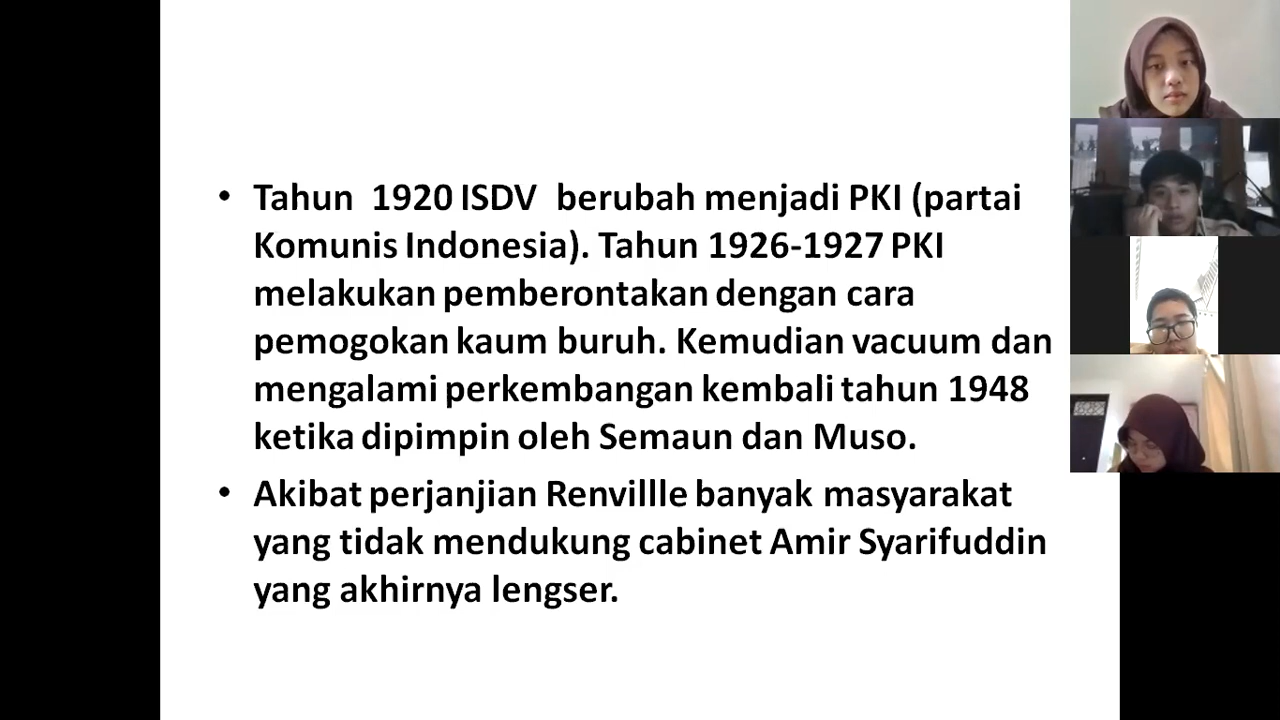 • Tahun 1920 ISDV berubah menjadi PKI (partai
Komunis Indonesia). Tahun 1926-1927 PKI
melakukan pemberontakan dengan cara
pemogokan kaum buruh. Kemudian vacuum dan
mengalami perkembangan kembali tahun 1948
ketika dipimpin oleh Semaun dan Muso.
• Akibat perjanjian Renvillle banyak masyarakat
yang tidak mendukung cabinet Amir Syarifuddin
yang akhirnya lengser.